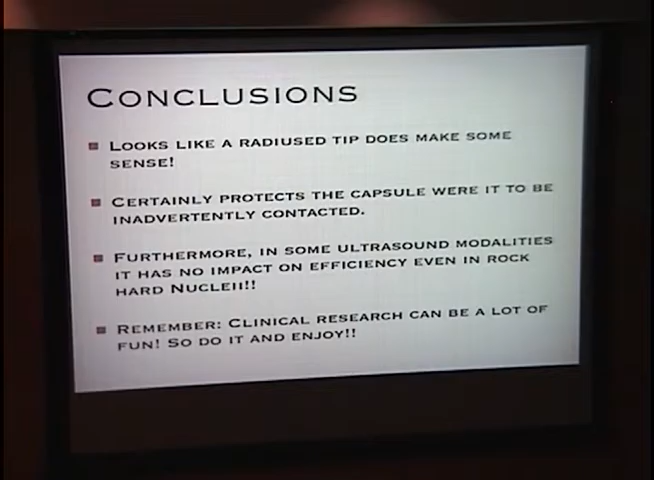 CONCLUSIONS
LOOKS LIKE A RADIUSED TIP DOES MAKE SOME
SENSE!
CERTAINLY PROTECTS THE CAPSULE WERE IT TO BE
INADVERTENTLY CONTACTED.
FURTHERMORE, IN SOME ULTRASOUND MODALITIES
IT HAS NO IMPACT ON EFFICIENCY EVEN IN ROCK
HARD NUCLEII!!
REMEMBER: CLINICAL RESEARCH CAN BE A LOT OF
FUN! SO DO IT AND ENJOY!!